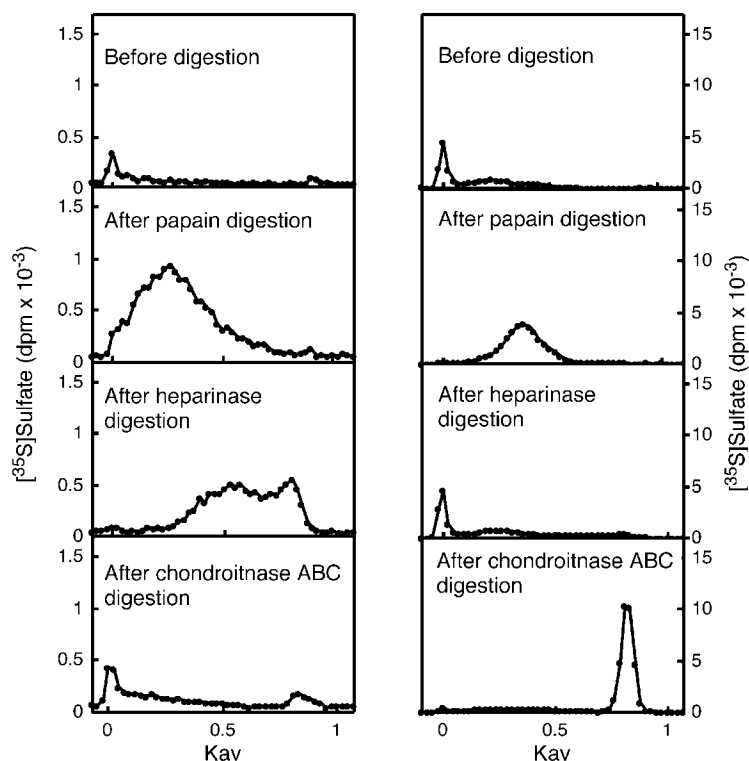 1.5
1
0.5
0
Before digestion
1.5
1
0.5
0
After papain digestion
1.5
1
0.5
0
After heparinase
digestion
1.5
1
0.5
0
After chondroitnase ABC
digestion
0 0.5 1
Kav
[³⁵S]Sulfate (dpm x 10⁻³)
Before digestion
15
10
5
0
After papain digestion
15
10
5
0
After heparinase
digestion
15
10
5
0
After chondroitnase ABC
digestion
15
10
5
0
0 0.5 1
Kav
[³⁵S]Sulfate (dpm x 10⁻³)